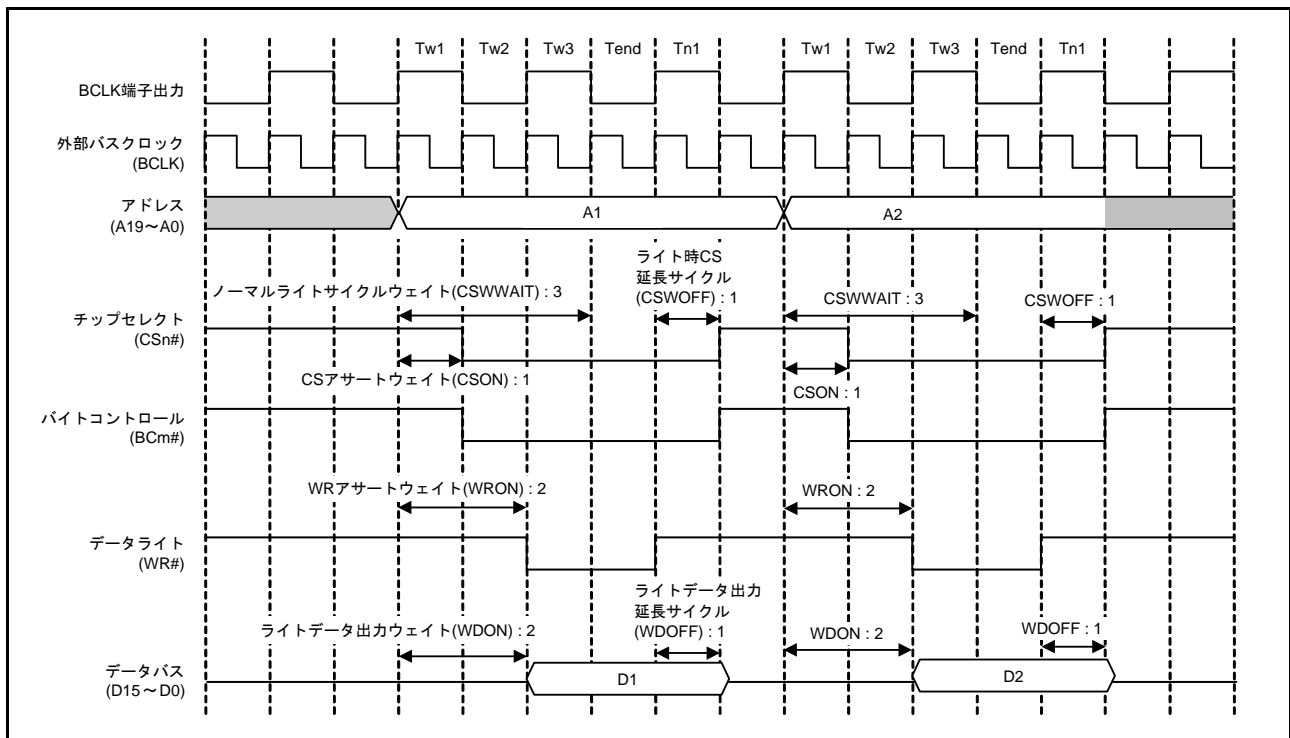 Tw1 Tw2 Tw3 Tend Tn1 Tw1 Tw2 Tw3 Tend Tn1
BCLK端子出力
外部バスクロック
(BCLK)
アドレス
(A19～A0)
A1 A2
ライト時CS
延長サイクル
(CSWOFF) : 1
ノーマルライトサイクルウェイト(CSWWAIT) : 3
CSWWAIT : 3
CSWOFF : 1
チップセレクト
(CSn#)
CSアサートウェイト(CSON) : 1
CSON : 1
バイトコントロール
(BCm#)
WRアサートウェイト(WRON) : 2
WRON : 2
データライト
(WR#)
ライトデータ出力
延長サイクル
(WDOFF) : 1
ライトデータ出力ウェイト(WDON) : 2
WDON : 2
WDOFF : 1
データバス
(D15～D0)
D1 D2